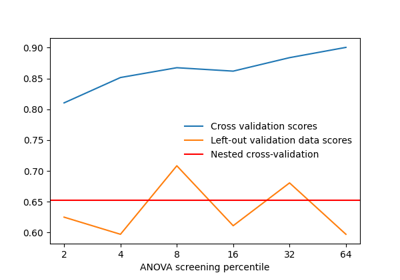 0.90
0.85
0.80
0.75
0.70
0.65
0.60
Cross validation scores
Left-out validation data scores
Nested cross-validation
2 4 8 16 32 64
ANOVA screening percentile